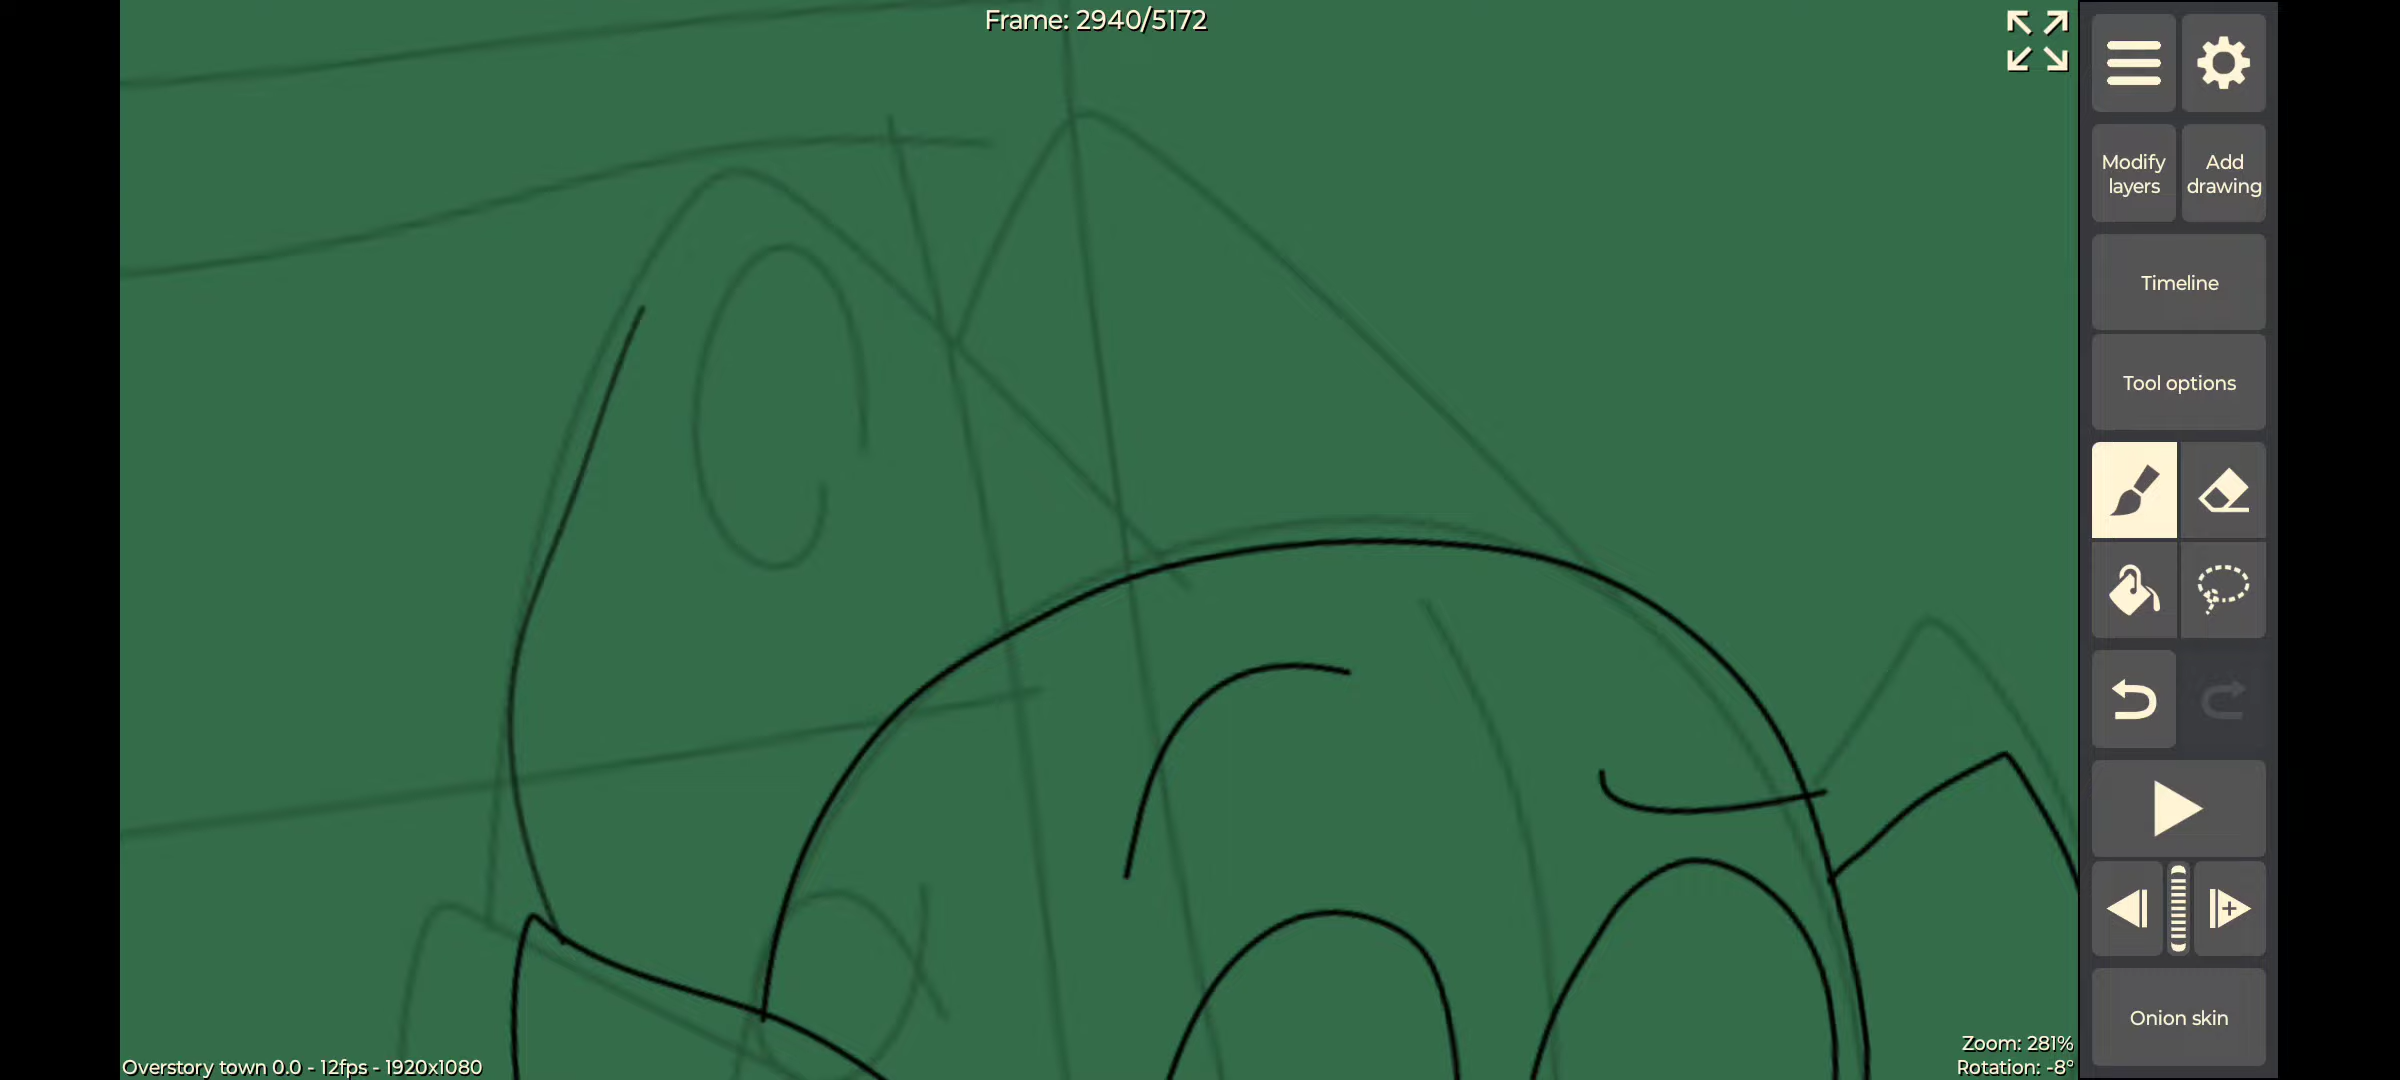 Frame: 2940/5172
Modify
layers
Add
drawing
Timeline
Tool options
Onion skin
Zoom: 281%
Rotation: -8°
Overstory town 0.0 - 12fps - 1920x1080